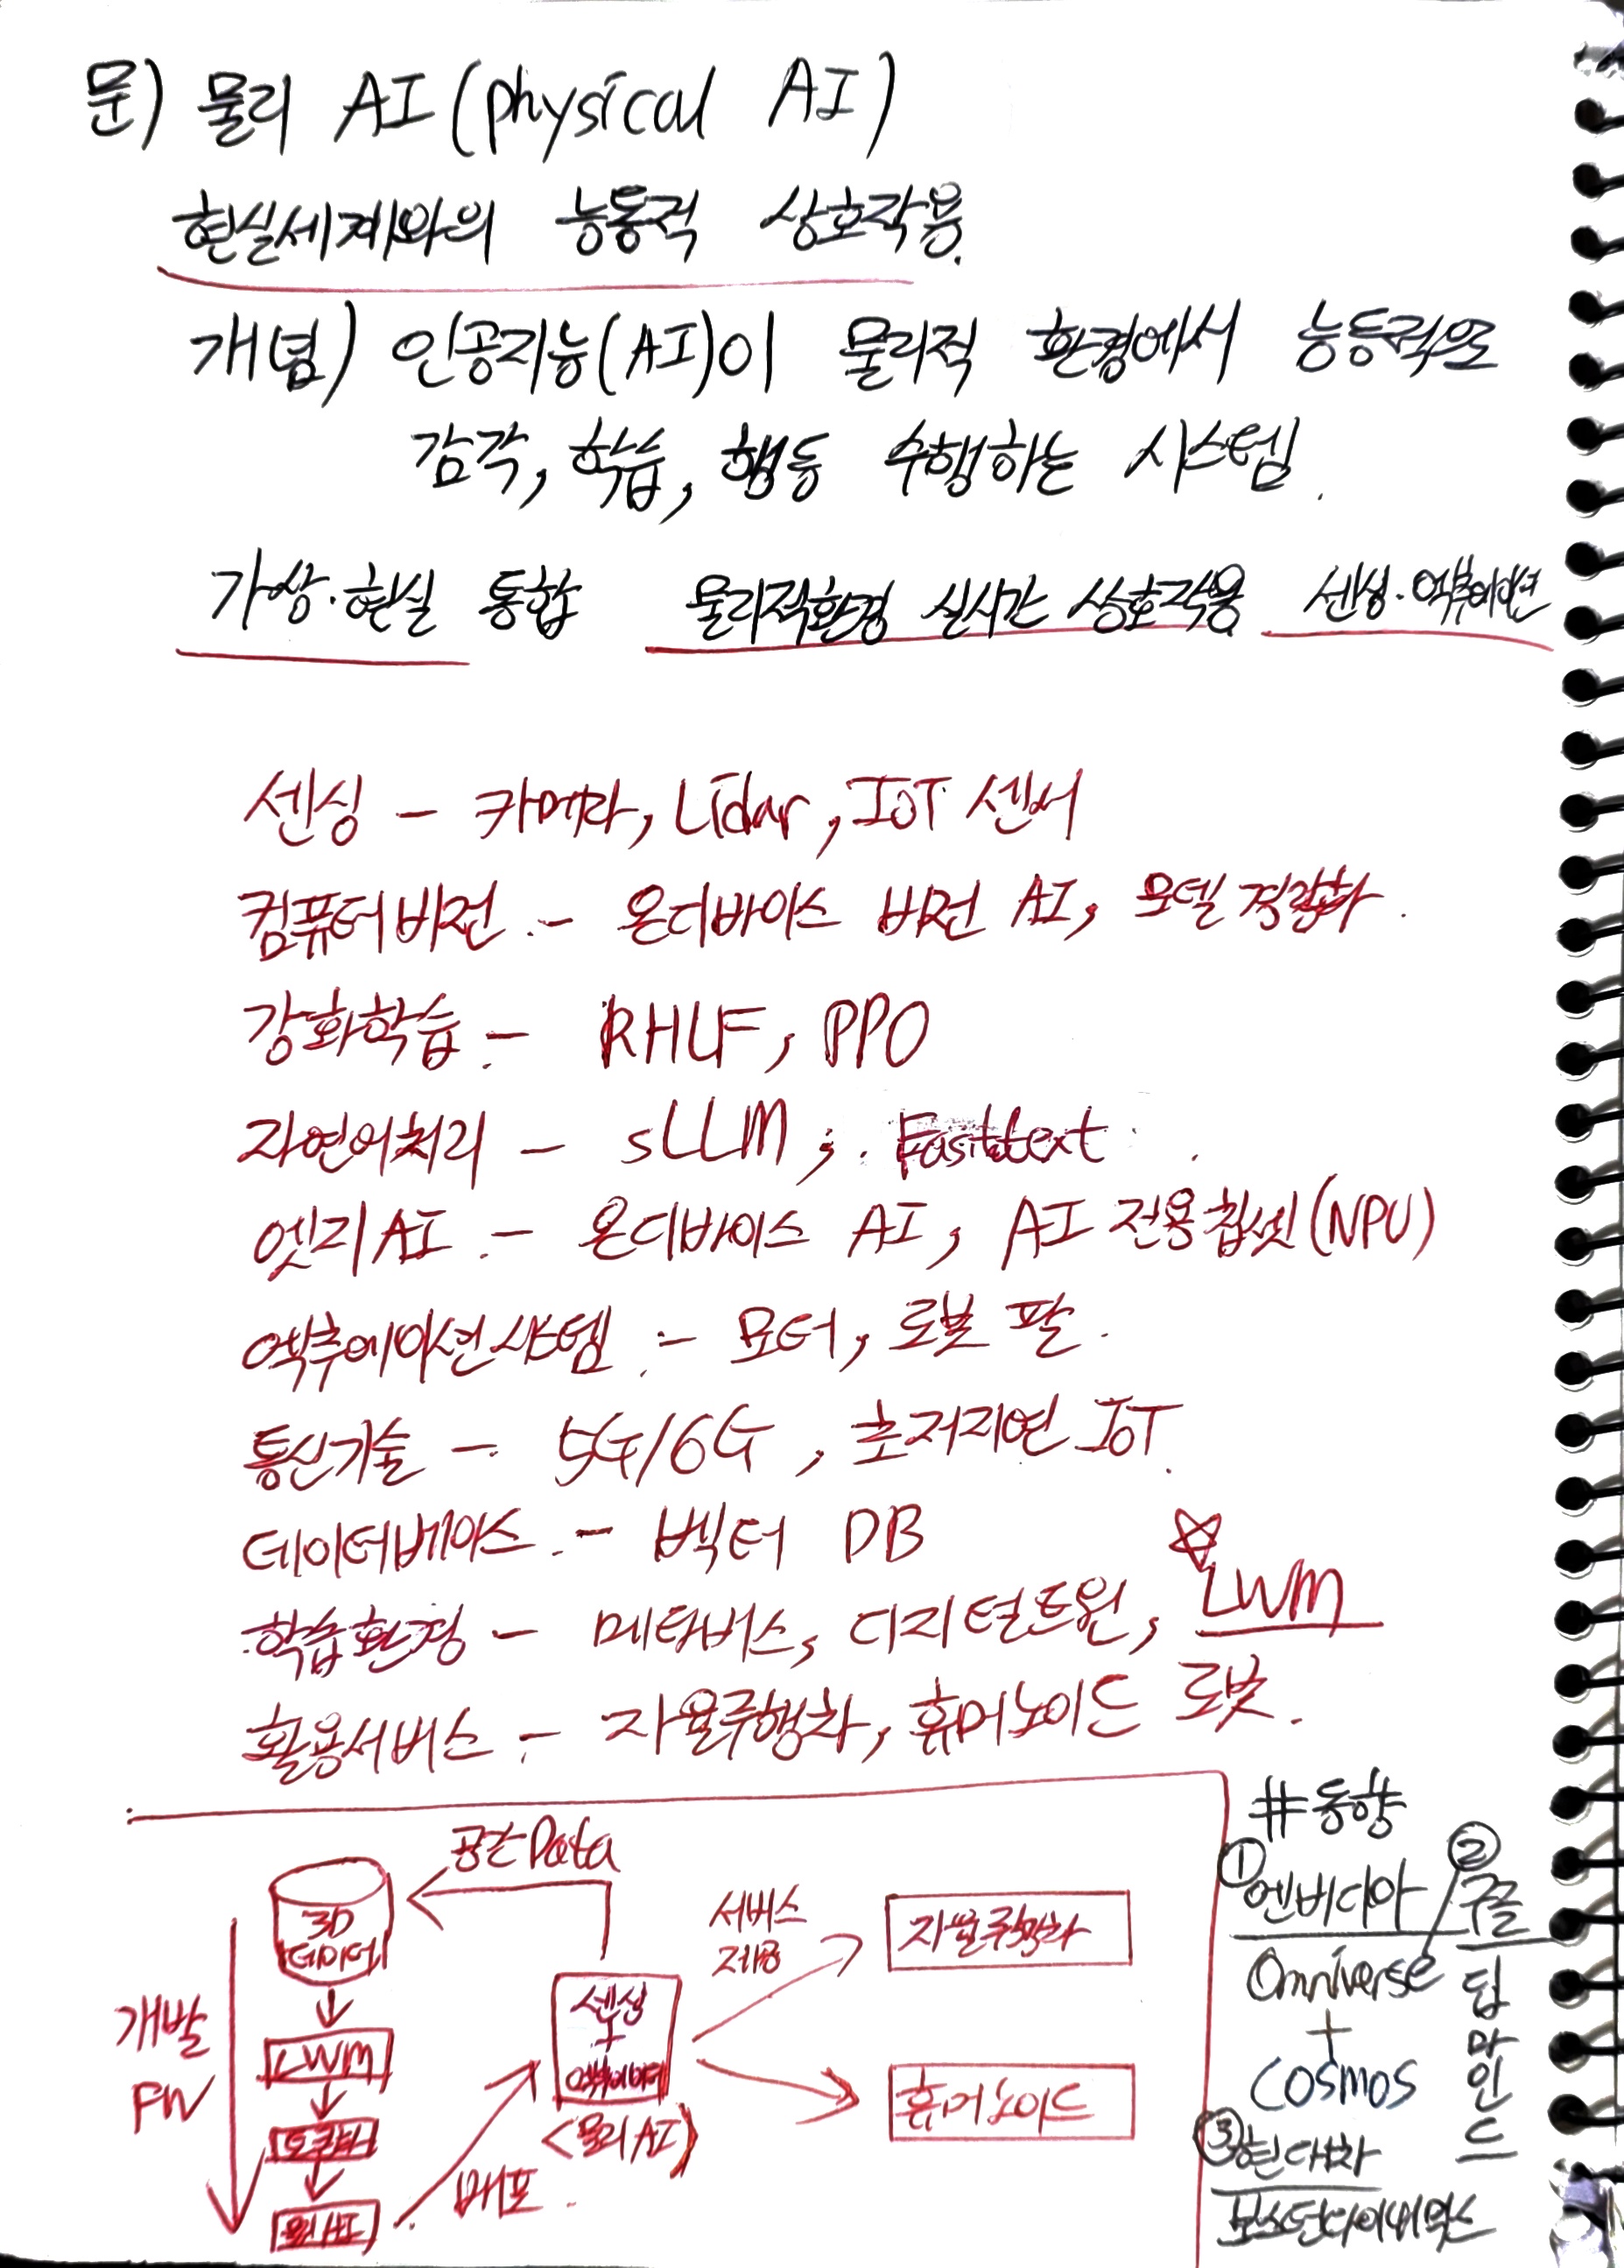 문) 물리 AI (physical AI)
현실세계와의 능동적 상호작용.
개념) 인공지능(AI)이 물리적 환경에서 능동적으로
감각, 학습, 행동 수행하는 시스템.
가상·현실 통합 물리적환경 실시간 상호작용 센싱·액츄에이션
센싱 - 카메라, Lidar, IoT 센서
컴퓨터비전 - 온디바이스 비전 AI, 모델경량화.
강화학습 - RHLF, PPO
자연어처리 - sLLM, Fasttext
엣지AI - 온디바이스 AI, AI 전용칩셋(NPU)
액츄에이션시스템 - 모터, 로봇 팔.
통신기술 - 5G/6G, 초저지연 IoT.
데이터베이스 - 벡터 DB
학습환경 - 메타버스, 디지털트윈, ☆LWM
활용서비스 - 자율주행차, 휴머노이드 로봇.
공간 Data
3D
데이터
개발
LWM
배포.
센싱
+
액츄에이터
<물리AI>
서비스
제공
자율주행차
휴머노이드
#동향
① 엔비디아
Omniverse
+
COSMOS
② 구글
딥마인드
③ 현대차
보스턴다이내믹스